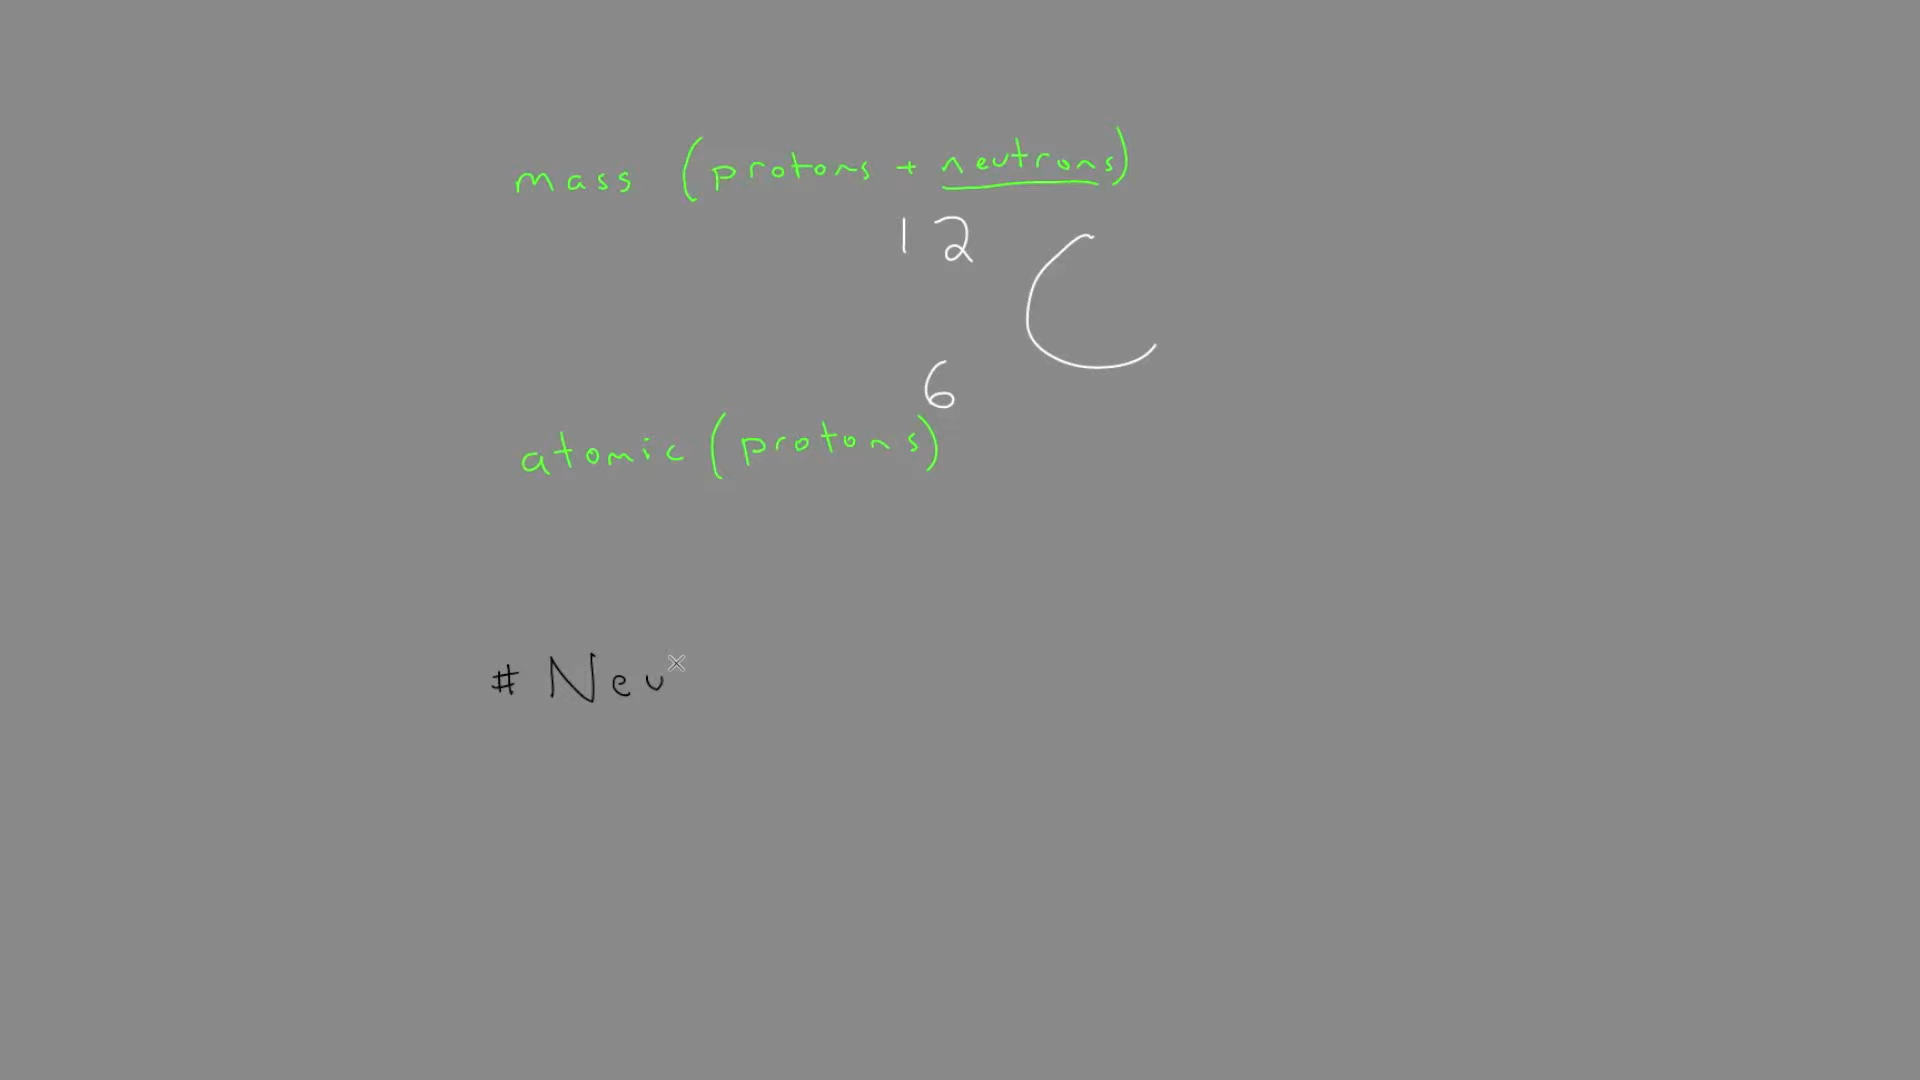 mass (protons + neutrons)
12
C
6
atomic (protons)
# Neu